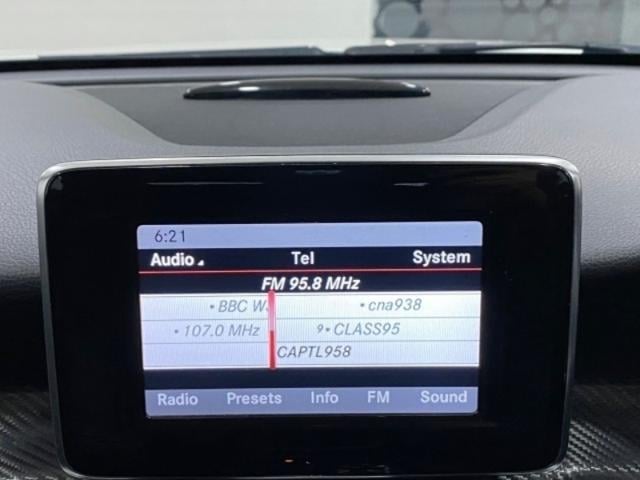 6:21
Audio Tel System
FM 95.8 MHz
• BBC W • cna938
• 107.0 MHz 9• CLASS95
CAPTL958
Radio Presets Info FM Sound